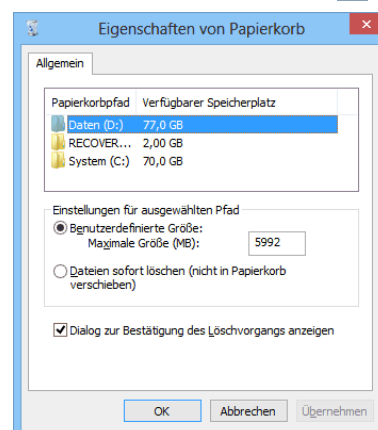 Eigenschaften von Papierkorb
Allgemein
Papierkorbpfad Verfügbarer Speicherplatz
Daten (D:) 77,0 GB
RECOVER... 2,00 GB
System (C:) 70,0 GB
Einstellungen für ausgewählten Pfad
Benutzerdefinierte Größe:
Maximale Größe (MB): 5992
Dateien sofort löschen (nicht in Papierkorb
verschieben)
Dialog zur Bestätigung des Löschvorgangs anzeigen
OK Abbrechen Übernehmen